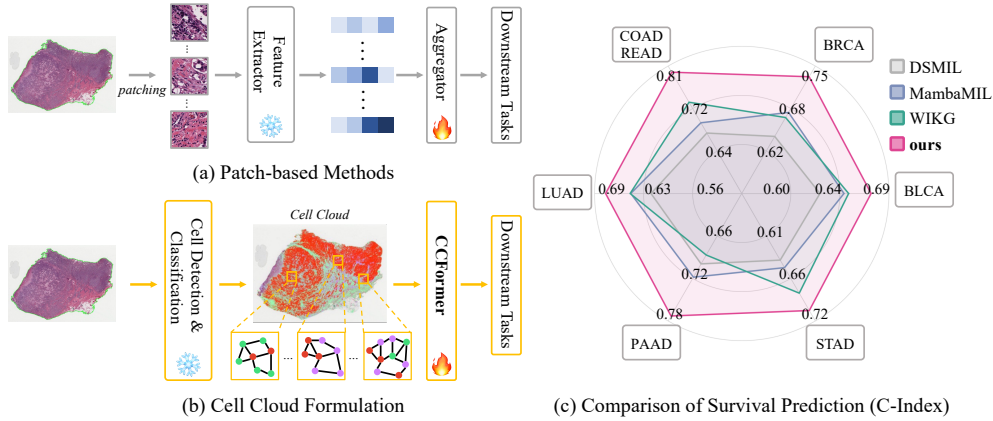 patching
Feature
Extractor
Aggregator
Downstream Tasks
(a) Patch-based Methods
Cell Detection &
Classification
Cell Cloud
...
...
CCFormer
Downstream Tasks
(b) Cell Cloud Formulation
COAD
READ
BRCA
BLCA
STAD
PAAD
LUAD
0.81
0.72
0.64
0.75
0.68
0.62
0.69
0.63
0.56
0.60
0.64
0.69
0.66
0.72
0.78
0.61
0.66
0.72
DSMIL
MambaMIL
WIKG
ours
(c) Comparison of Survival Prediction (C-Index)